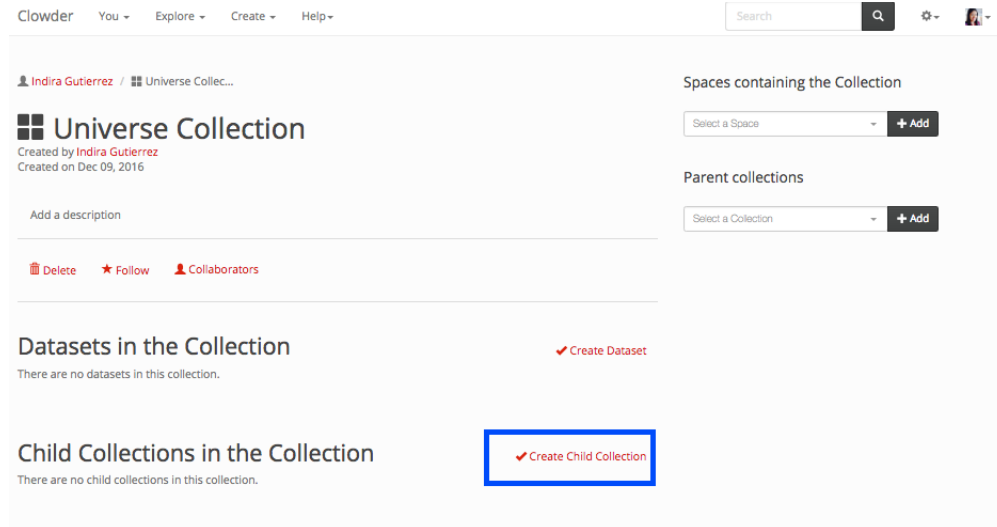 Clowder You Explore Create Help Search
Indira Gutierrez / Universe Collec...
Universe Collection
Created by Indira Gutierrez
Created on Dec 09, 2016
Add a description
Delete Follow Collaborators
Datasets in the Collection
Create Dataset
There are no datasets in this collection.
Child Collections in the Collection
Create Child Collection
There are no child collections in this collection.
Spaces containing the Collection
Select a Space + Add
Parent collections
Select a Collection + Add